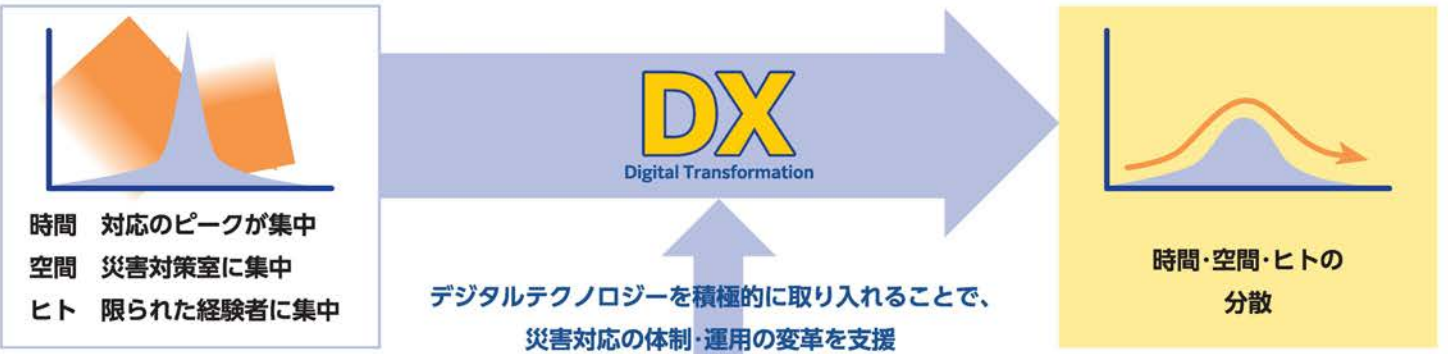 時間　対応のピークが集中
空間　災害対策室に集中
ヒト　限られた経験者に集中
DX
Digital Transformation
デジタルテクノロジーを積極的に取り入れることで、
災害対応の体制・運用の変革を支援
時間・空間・ヒトの
分散